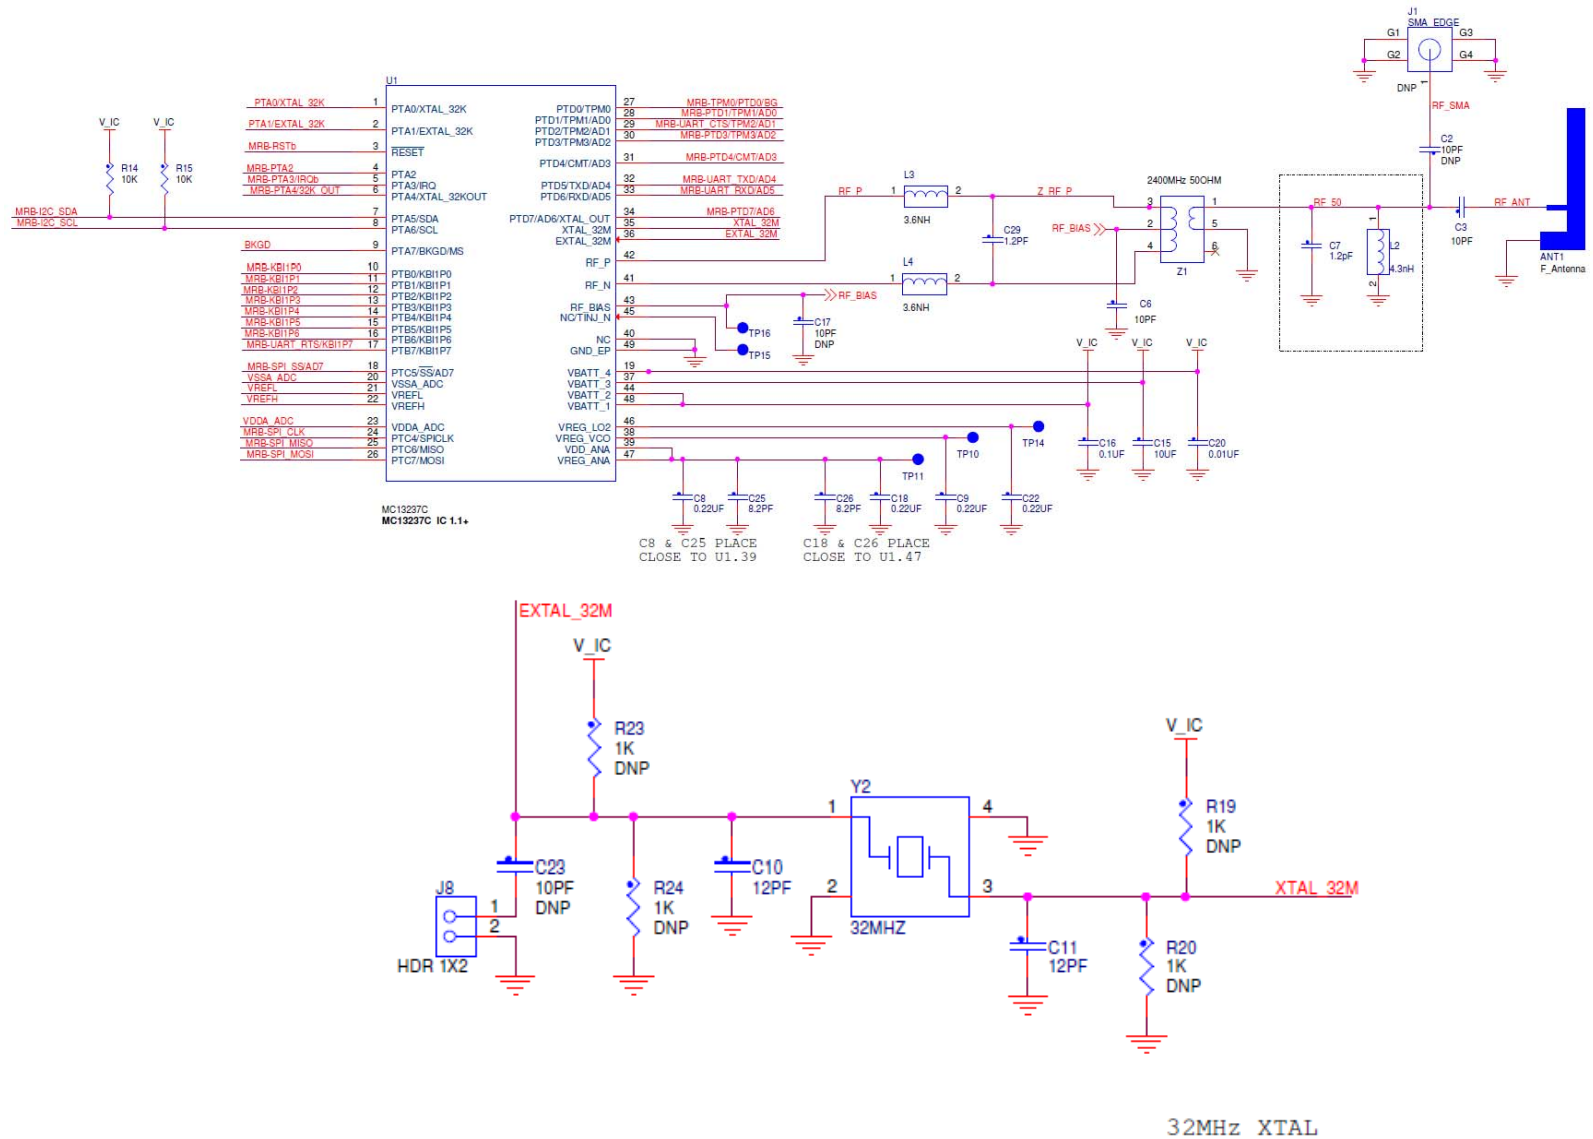 J1
SMA_EDGE
G1
G3
G2
G4
1
DNP
RF_SMA
C2
10PF
DNP
U1
V_IC
V_IC
R14
10K
R15
10K
PTA0/XTAL_32K
1
PTA0/XTAL_32K
PTA1/EXTAL_32K
2
PTA1/EXTAL_32K
MRB-RSTb
3
RESET
MRB-PTA2
4
PTA2
MRB-PTA3/IRQb
5
PTA3/IRQ
MRB-PTA4/32K_OUT
6
PTA4/XTAL_32KOUT
MRB-I2C_SDA
7
PTA5/SDA
MRB-I2C_SCL
8
PTA6/SCL
BKGD
9
PTA7/BKGD/MS
MRB-KBI1P0
10
PTB0/KBI1P0
MRB-KBI1P1
11
PTB1/KBI1P1
MRB-KBI1P2
12
PTB2/KBI1P2
MRB-KBI1P3
13
PTB3/KBI1P3
MRB-KBI1P4
14
PTB4/KBI1P4
MRB-KBI1P5
15
PTB5/KBI1P5
MRB-KBI1P6
16
PTB6/KBI1P6
MRB-UART_RTS/KBI1P7
17
PTB7/KBI1P7
MRB-SPI_SS/AD7
18
PTC5/SS/AD7
VSSA_ADC
20
VSSA_ADC
VREFL
21
VREFL
VREFH
22
VREFH
VDDA_ADC
23
VDDA_ADC
MRB-SPI_CLK
24
PTC4/SPICLK
MRB-SPI_MISO
25
PTC6/MISO
MRB-SPI_MOSI
26
PTC7/MOSI
PTD0/TPM0
27
MRB-TPM0/PTD0/BG
PTD1/TPM1/AD0
28
MRB-PTD1/TPM1/AD0
PTD2/TPM2/AD1
29
MRB-UART_CTS/TPM2/AD1
PTD3/TPM3/AD2
30
MRB-PTD3/TPM3/AD2
PTD4/CMT/AD3
31
MRB-PTD4/CMT/AD3
PTD5/TXD/AD4
32
MRB-UART_TXD/AD4
PTD6/RXD/AD5
33
MRB-UART_RXD/AD5
PTD7/AD6/XTAL_OUT
34
MRB-PTD7/AD6
XTAL_32M
35
XTAL_32M
EXTAL_32M
36
EXTAL_32M
RF_P
42
RF_N
41
RF_BIAS
43
NC/TINJ_N
45
NC
40
GND_EP
49
VBATT_4
19
VBATT_3
37
VBATT_2
44
VBATT_1
48
VREG_LO2
46
VREG_VCO
38
VDD_ANA
39
VREG_ANA
47
MC13237C
MC13237C IC 1.1+
RF_P
1
L3
2
3.6NH
Z_RF_P
C29
1.2PF
1
L4
2
3.6NH
RF_BIAS
TP16
TP15
C17
10PF
DNP
2400MHz 50OHM
3
1
RF_BIAS
2
5
4
6
Z1
C6
10PF
RF_50
C7
1.2pF
1
L2
4.3nH
2
C3
10PF
RF_ANT
ANT1
F_Antenna
V_IC
V_IC
V_IC
C16
0.1UF
C15
10UF
C20
0.01UF
TP14
TP10
TP11
C8
0.22UF
C25
8.2PF
C26
8.2PF
C18
0.22UF
C9
0.22UF
C22
0.22UF
C8 & C25 PLACE
CLOSE TO U1.39
C18 & C26 PLACE
CLOSE TO U1.47
EXTAL_32M
V_IC
R23
1K
DNP
C23
10PF
DNP
J8
1
2
HDR 1X2
R24
1K
DNP
C10
12PF
Y2
1
4
2
3
32MHZ
V_IC
R19
1K
DNP
XTAL_32M
C11
12PF
R20
1K
DNP
32MHz XTAL